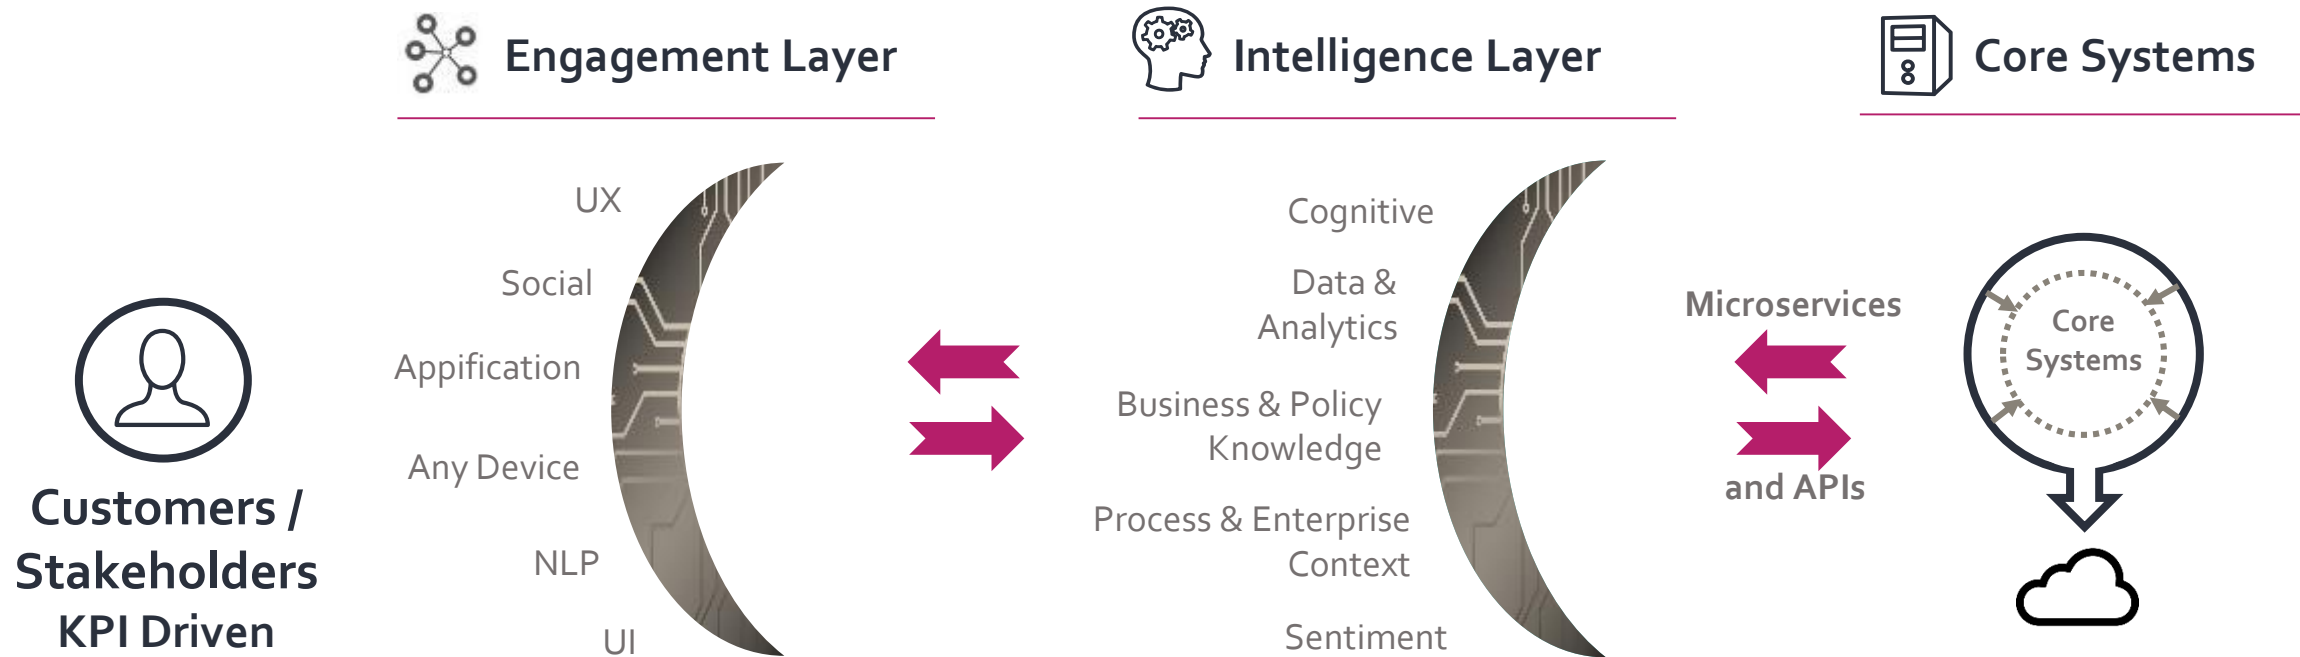 Engagement Layer
Intelligence Layer
Core Systems
Customers /
Stakeholders
KPI Driven
UX
Social
Appification
Any Device
NLP
UI
Cognitive
Data &
Analytics
Business & Policy
Knowledge
Process & Enterprise
Context
Sentiment
Microservices
and APIs
Core
Systems